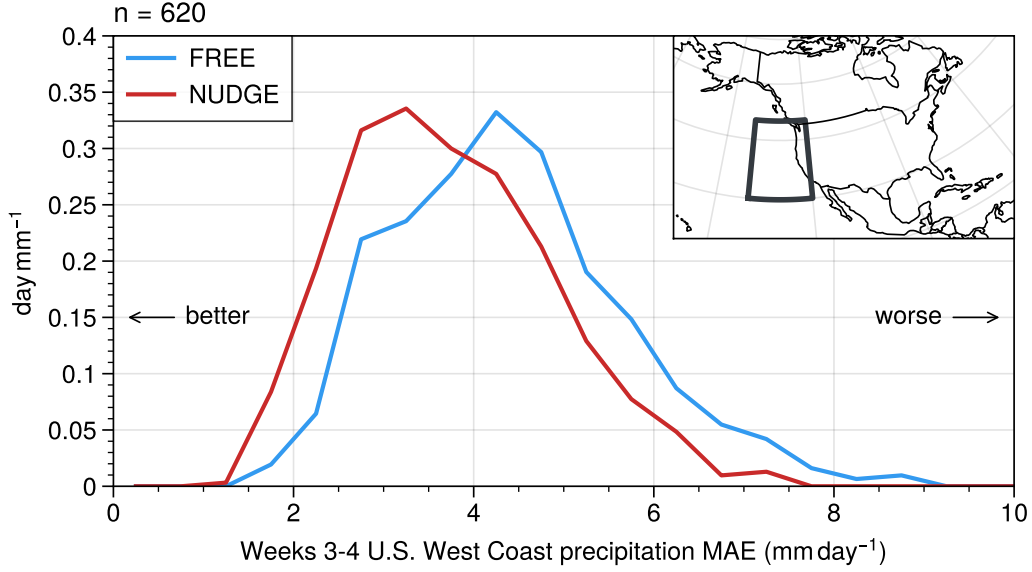 n = 620
0.4
0.35
0.3
0.25
0.2
0.15
0.1
0.05
0
day mm⁻¹
FREE
NUDGE
better
worse
0 2 4 6 8 10
Weeks 3-4 U.S. West Coast precipitation MAE (mm day⁻¹)